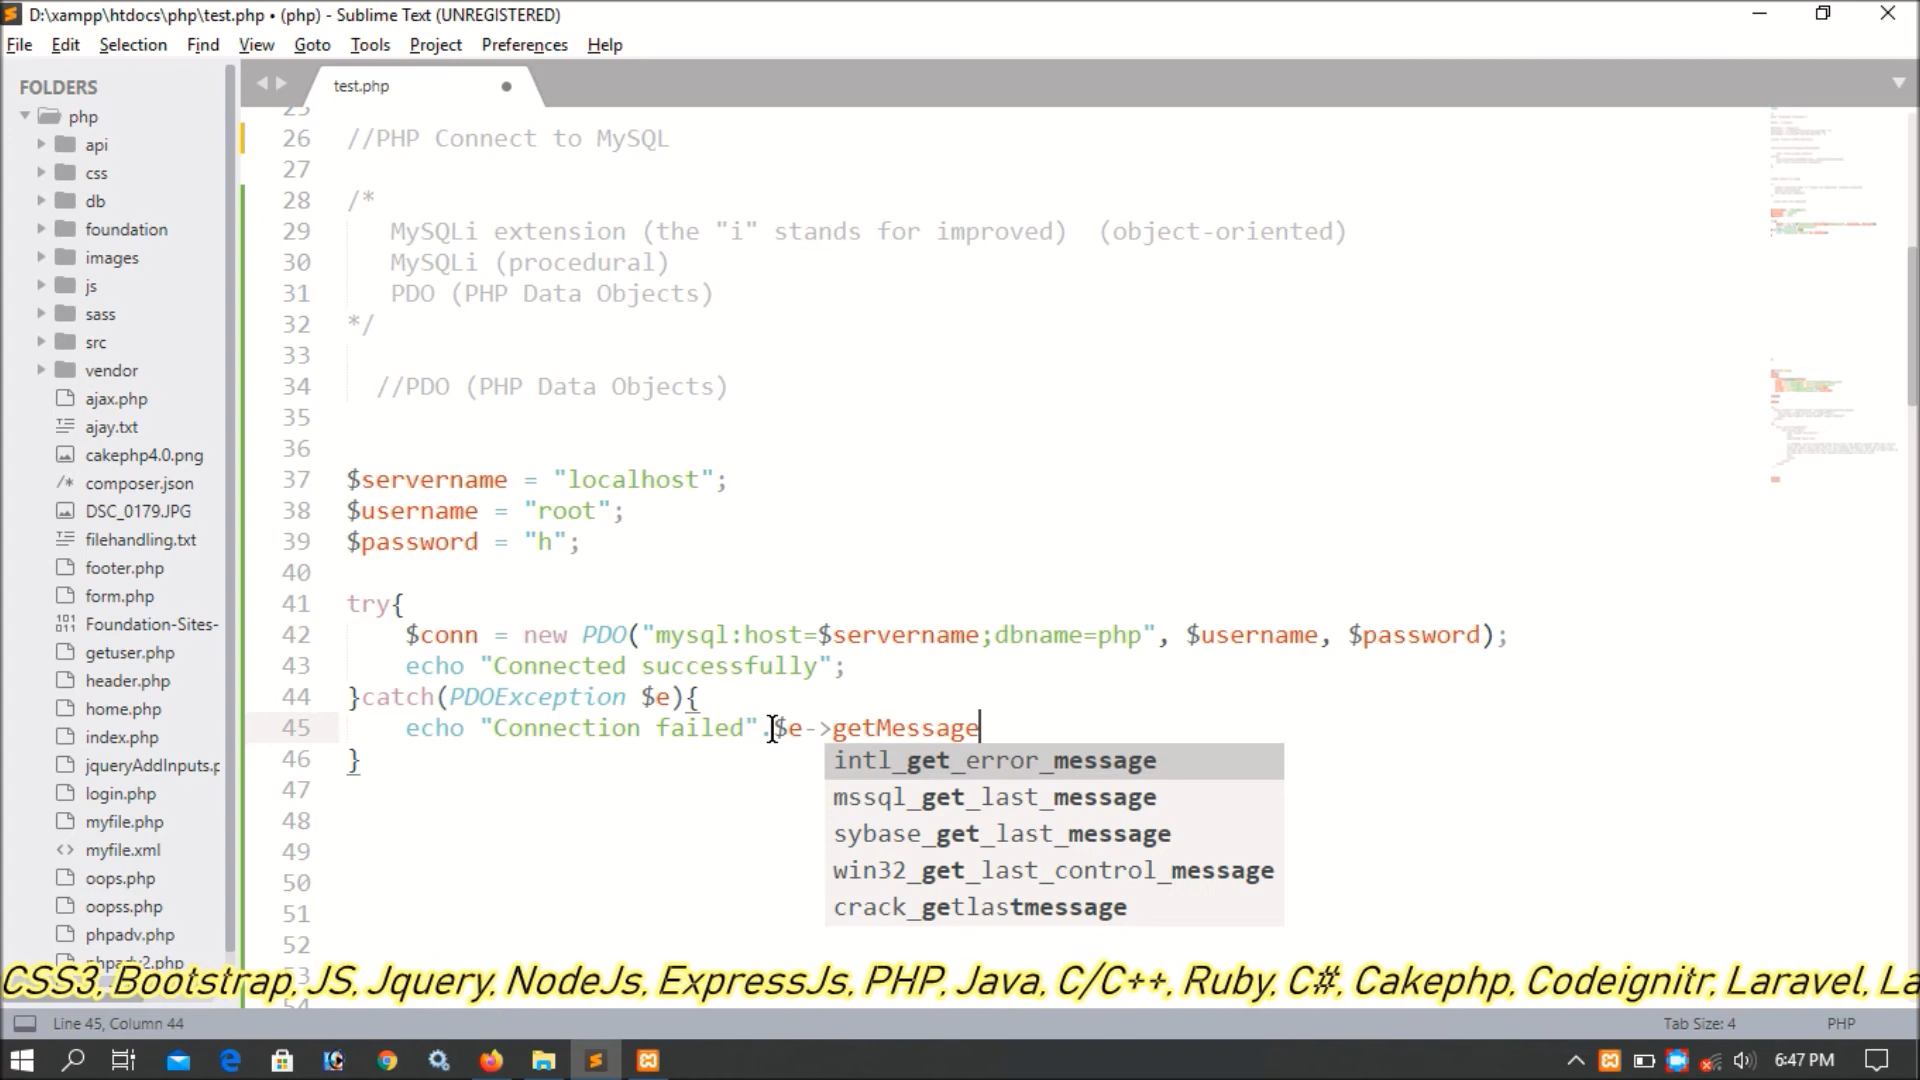 D:\xampp\htdocs\php\test.php • (php) - Sublime Text (UNREGISTERED)
File Edit Selection Find View Goto Tools Project Preferences Help
FOLDERS
php
api
css
db
foundation
images
js
sass
src
vendor
ajax.php
ajay.txt
cakephp4.0.png
composer.json
DSC_0179.JPG
filehandling.txt
footer.php
form.php
Foundation-Sites-
getuser.php
header.php
home.php
index.php
jqueryAddInputs.p
login.php
myfile.php
myfile.xml
oops.php
oopss.php
phpadv.php
phpadv2.php
test.php
25
26 //PHP Connect to MySQL
27
28 /*
29 MySQLi extension (the "i" stands for improved) (object-oriented)
30 MySQLi (procedural)
31 PDO (PHP Data Objects)
32 */
33
34 //PDO (PHP Data Objects)
35
36
37 $servername = "localhost";
38 $username = "root";
39 $password = "h";
40
41 try{
42 $conn = new PDO("mysql:host=$servername;dbname=php", $username, $password);
43 echo "Connected successfully";
44 }catch(PDOException $e){
45 echo "Connection failed".$e->getMessage
46 }
47
48
49
50
51
52
53
54
intl_get_error_message
mssql_get_last_message
sybase_get_last_message
win32_get_last_control_message
crack_getlastmessage
CSS3, Bootstrap, JS, Jquery, NodeJs, ExpressJs, PHP, Java, C/C++, Ruby, C#, Cakephp, Codeignitr, Laravel, La
Line 45, Column 44
Tab Size: 4 PHP
6:47 PM